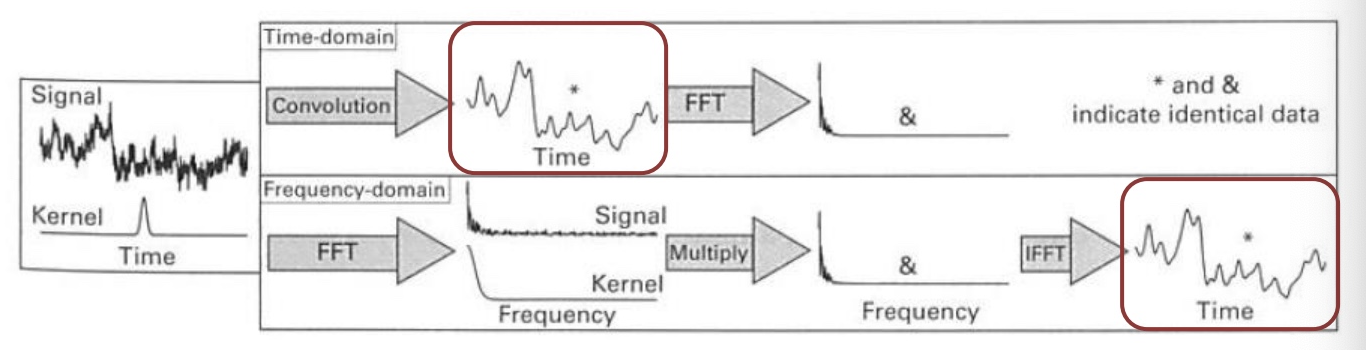 Signal
Kernel
Time
Time-domain
Convolution
*
Time
FFT
&
* and &
indicate identical data
Frequency-domain
FFT
Signal
Kernel
Frequency
Multiply
&
Frequency
IFFT
*
Time